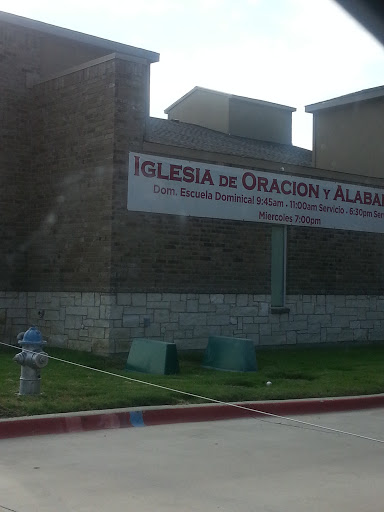 IGLESIA DE ORACION Y
Dom. Escuela Dominical 9:45am - 11:00am Servicio - 6:30pm
Miercoles 7:00pm